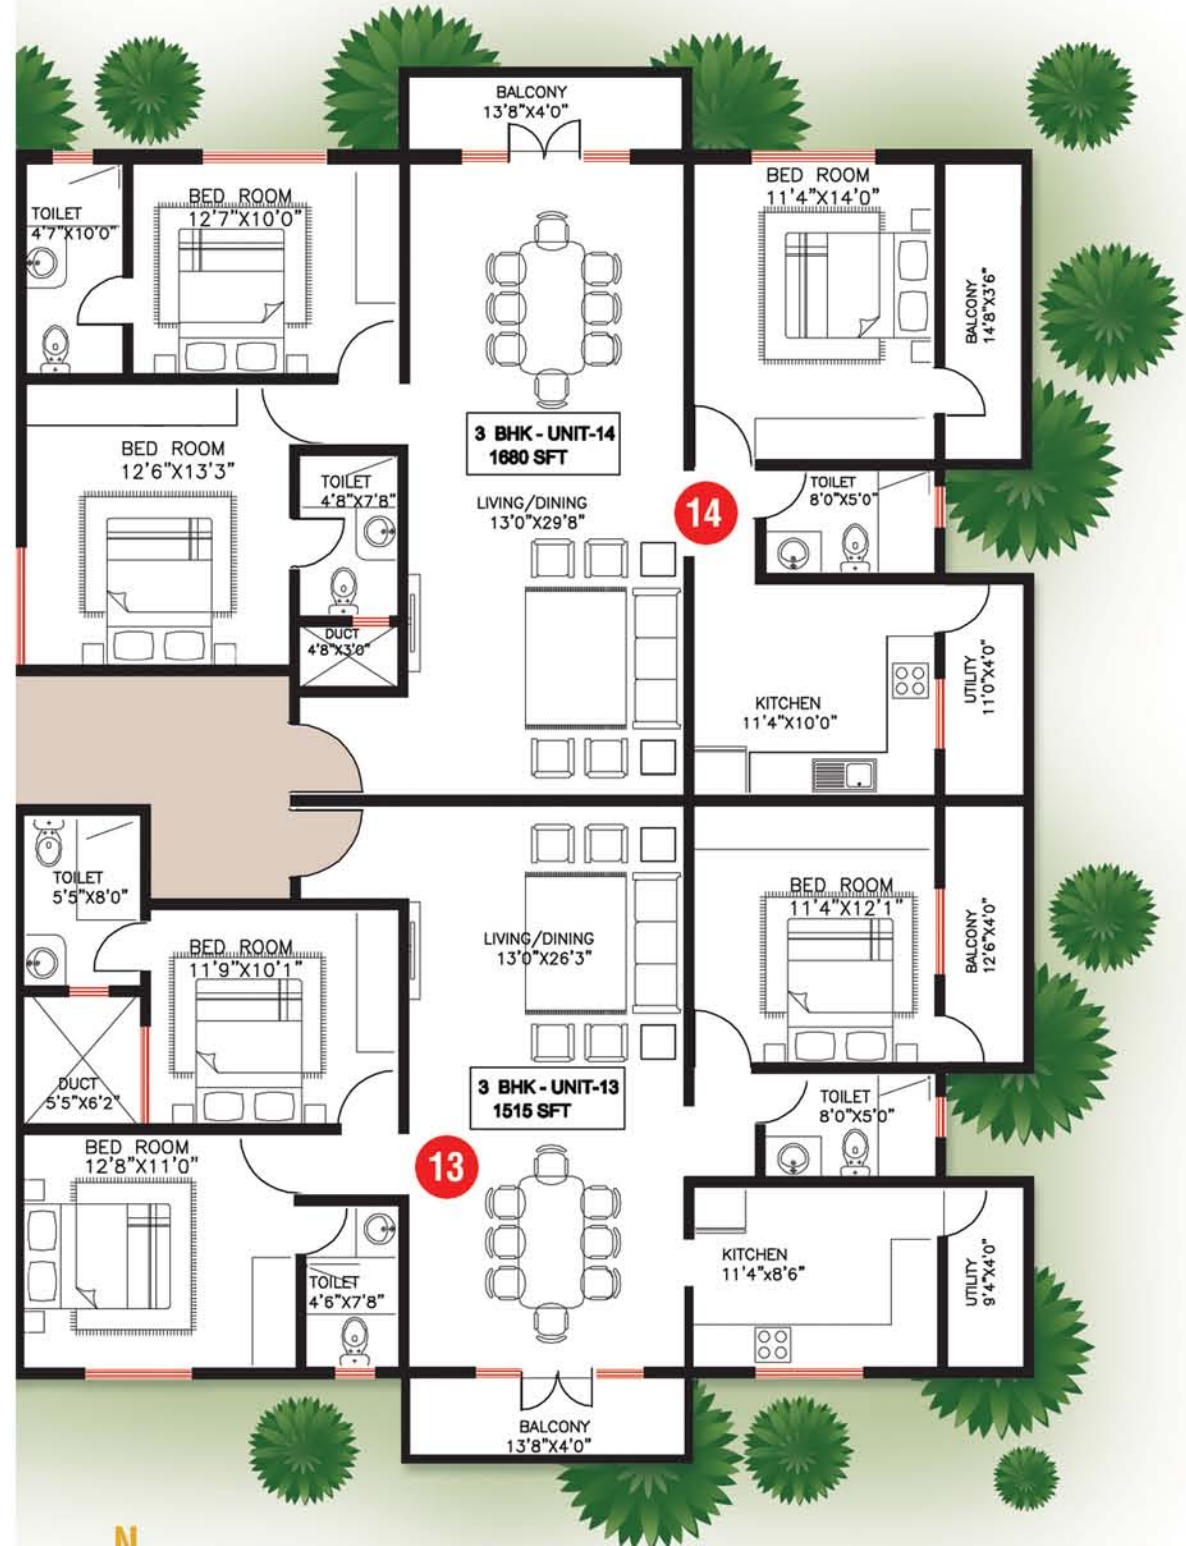 BALCONY
13'8"X4'0"
BED ROOM
12'7"X10'0"
TOILET
4'7"X10'0"
BED ROOM
11'4"X14'0"
BALCONY
14'8"X3'6"
3 BHK - UNIT-14
1680 SFT
BED ROOM
12'6"X13'3"
TOILET
4'8"X7'8"
LIVING/DINING
13'0"X29'8"
14
TOILET
8'0"X5'0"
DUCT
4'8"X3'0"
KITCHEN
11'4"X10'0"
UTILITY
11'0"X4'0"
TOILET
5'5"X8'0"
BED ROOM
11'9"X10'1"
LIVING/DINING
13'0"X26'3"
BED ROOM
11'4"X12'1"
BALCONY
12'6"X4'0"
DUCT
5'5"X6'2"
3 BHK - UNIT-13
1515 SFT
TOILET
8'0"X5'0"
BED ROOM
12'8"X11'0"
13
TOILET
4'6"X7'8"
KITCHEN
11'4"x8'6"
UTILITY
9'4"X4'0"
BALCONY
13'8"X4'0"
N